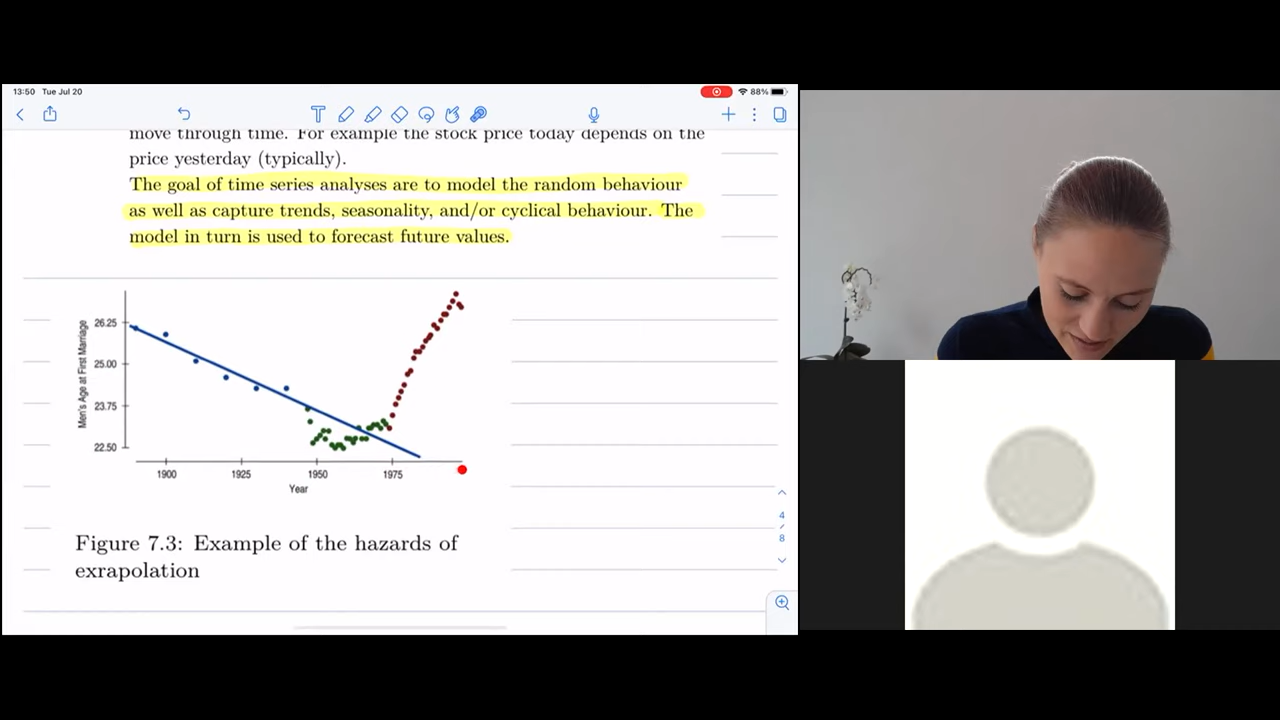 13:50 Tue Jul 20
88%
move through time. For example the stock price today depends on the
price yesterday (typically).
The goal of time series analyses are to model the random behaviour
as well as capture trends, seasonality, and/or cyclical behaviour. The
model in turn is used to forecast future values.
Men's Age at First Marriage
26.25
25.00
23.75
22.50
1900 1925 1950 1975
Year
4
/
8
Figure 7.3: Example of the hazards of
exrapolation